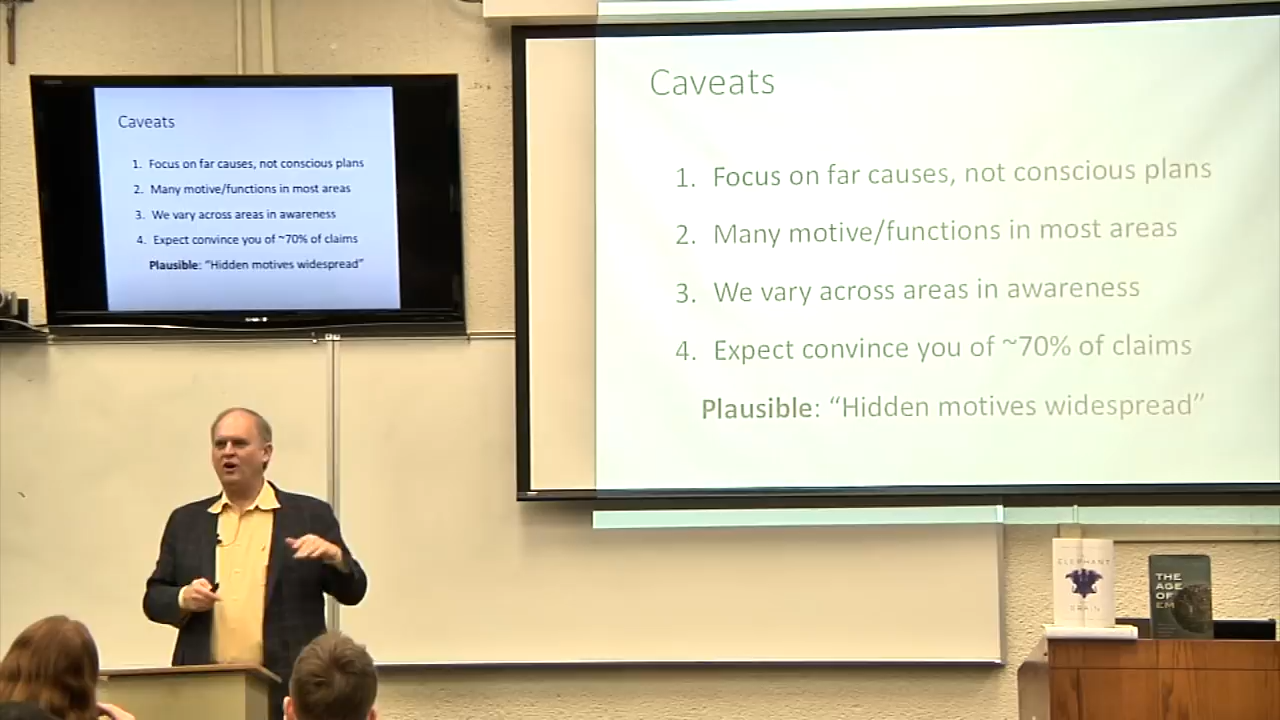 Caveats
1. Focus on far causes, not conscious plans
2. Many motive/functions in most areas
3. We vary across areas in awareness
4. Expect convince you of ~70% of claims
Plausible: “Hidden motives widespread”
Caveats
1. Focus on far causes, not conscious plans
2. Many motive/functions in most areas
3. We vary across areas in awareness
4. Expect convince you of ~70% of claims
Plausible: “Hidden motives widespread”
ELEPHANT
BRAIN
THE
AGE
OF
EM